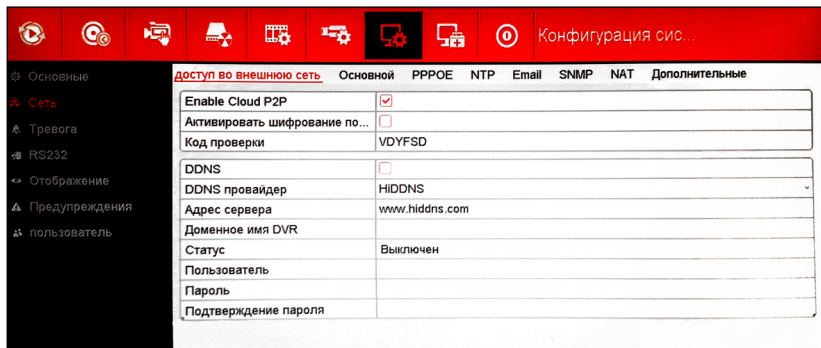 Конфигурация сис...
Основные
Сеть
Тревога
RS232
Отображение
Предупреждения
пользователь
доступ во внешнюю сеть Основной PPPOE NTP Email SNMP NAT Дополнительные
Enable Cloud P2P
Активировать шифрование по...
Код проверки VDYFSD
DDNS
DDNS провайдер HiDDNS
Адрес сервера www.hiddns.com
Доменное имя DVR
Статус Выключен
Пользователь
Пароль
Подтверждение пароля